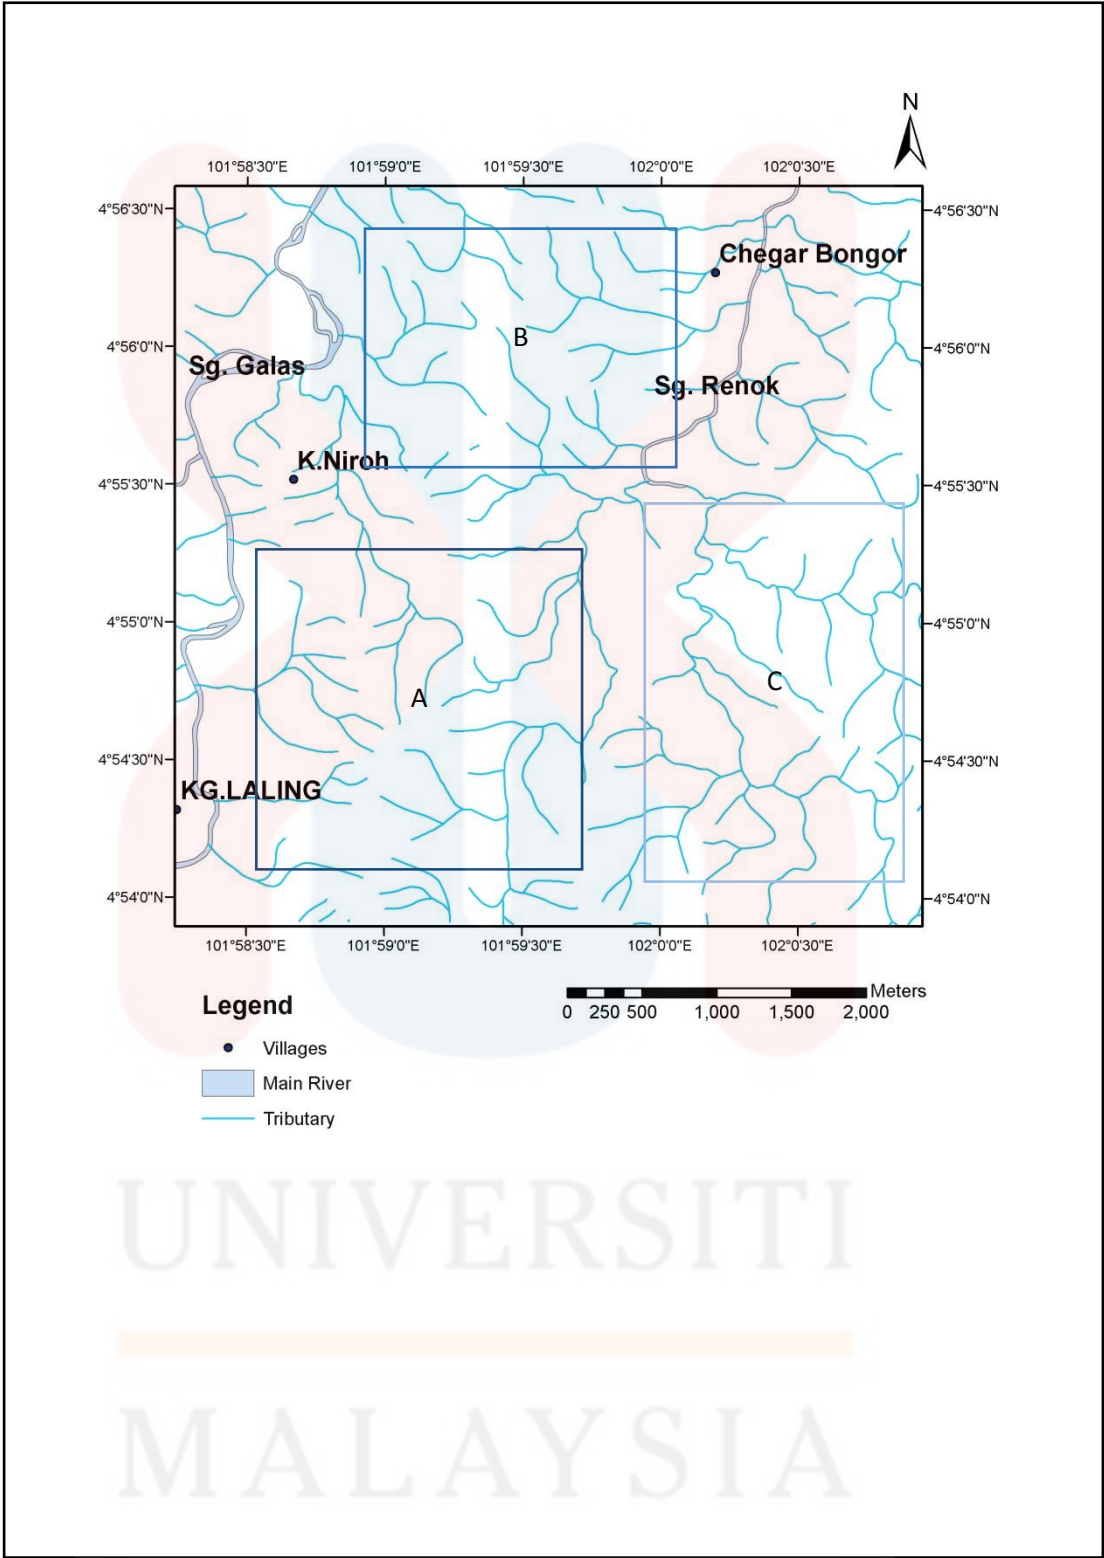 N
101°58'30"E 101°59'0"E 101°59'30"E 102°0'0"E 102°0'30"E
4°56'30"N 4°56'30"N
Chegar Bongor
B
4°56'0"N 4°56'0"N
Sg. Galas
Sg. Renok
K.Niroh
4°55'30"N 4°55'30"N
4°55'0"N 4°55'0"N
C
A
4°54'30"N 4°54'30"N
KG.LALING
4°54'0"N 4°54'0"N
101°58'30"E 101°59'0"E 101°59'30"E 102°0'0"E 102°0'30"E
Meters
0 250 500 1,000 1,500 2,000
Legend
Villages
Main River
Tributary
UNIVERSITI
MALAYSIA